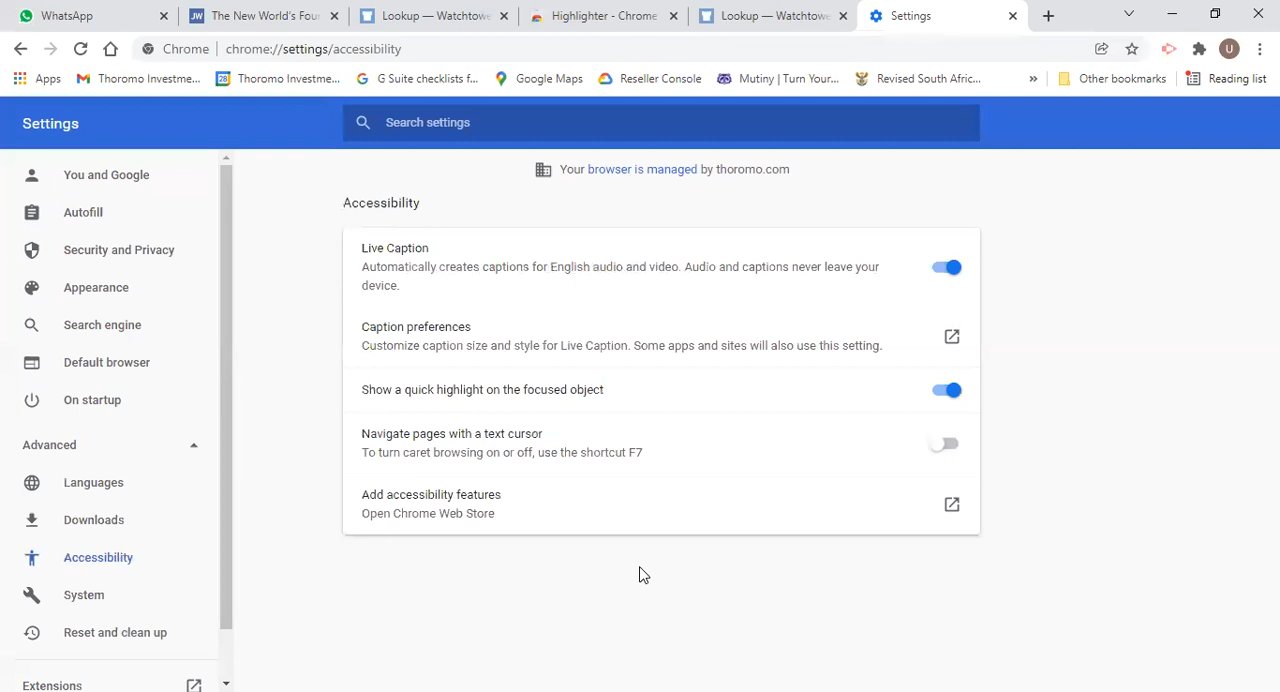 WhatsApp
The New World's Fou
Lookup — Watchtowe
Highlighter - Chrome
Lookup — Watchtowe
Settings
Chrome | chrome://settings/accessibility
U
Apps
Thoromo Investme...
28 Thoromo Investme...
G Suite checklists f...
Google Maps
Reseller Console
Mutiny | Turn Your...
Revised South Afric...
»
Other bookmarks
Reading list
JW
Settings
Search settings
Your browser is managed by thoromo.com
You and Google
Autofill
Security and Privacy
Appearance
Search engine
Default browser
On startup
Advanced
Languages
Downloads
Accessibility
System
Reset and clean up
Extensions
Accessibility
Live Caption
Automatically creates captions for English audio and video. Audio and captions never leave your
device.
Caption preferences
Customize caption size and style for Live Caption. Some apps and sites will also use this setting.
Show a quick highlight on the focused object
Navigate pages with a text cursor
To turn caret browsing on or off, use the shortcut F7
Add accessibility features
Open Chrome Web Store